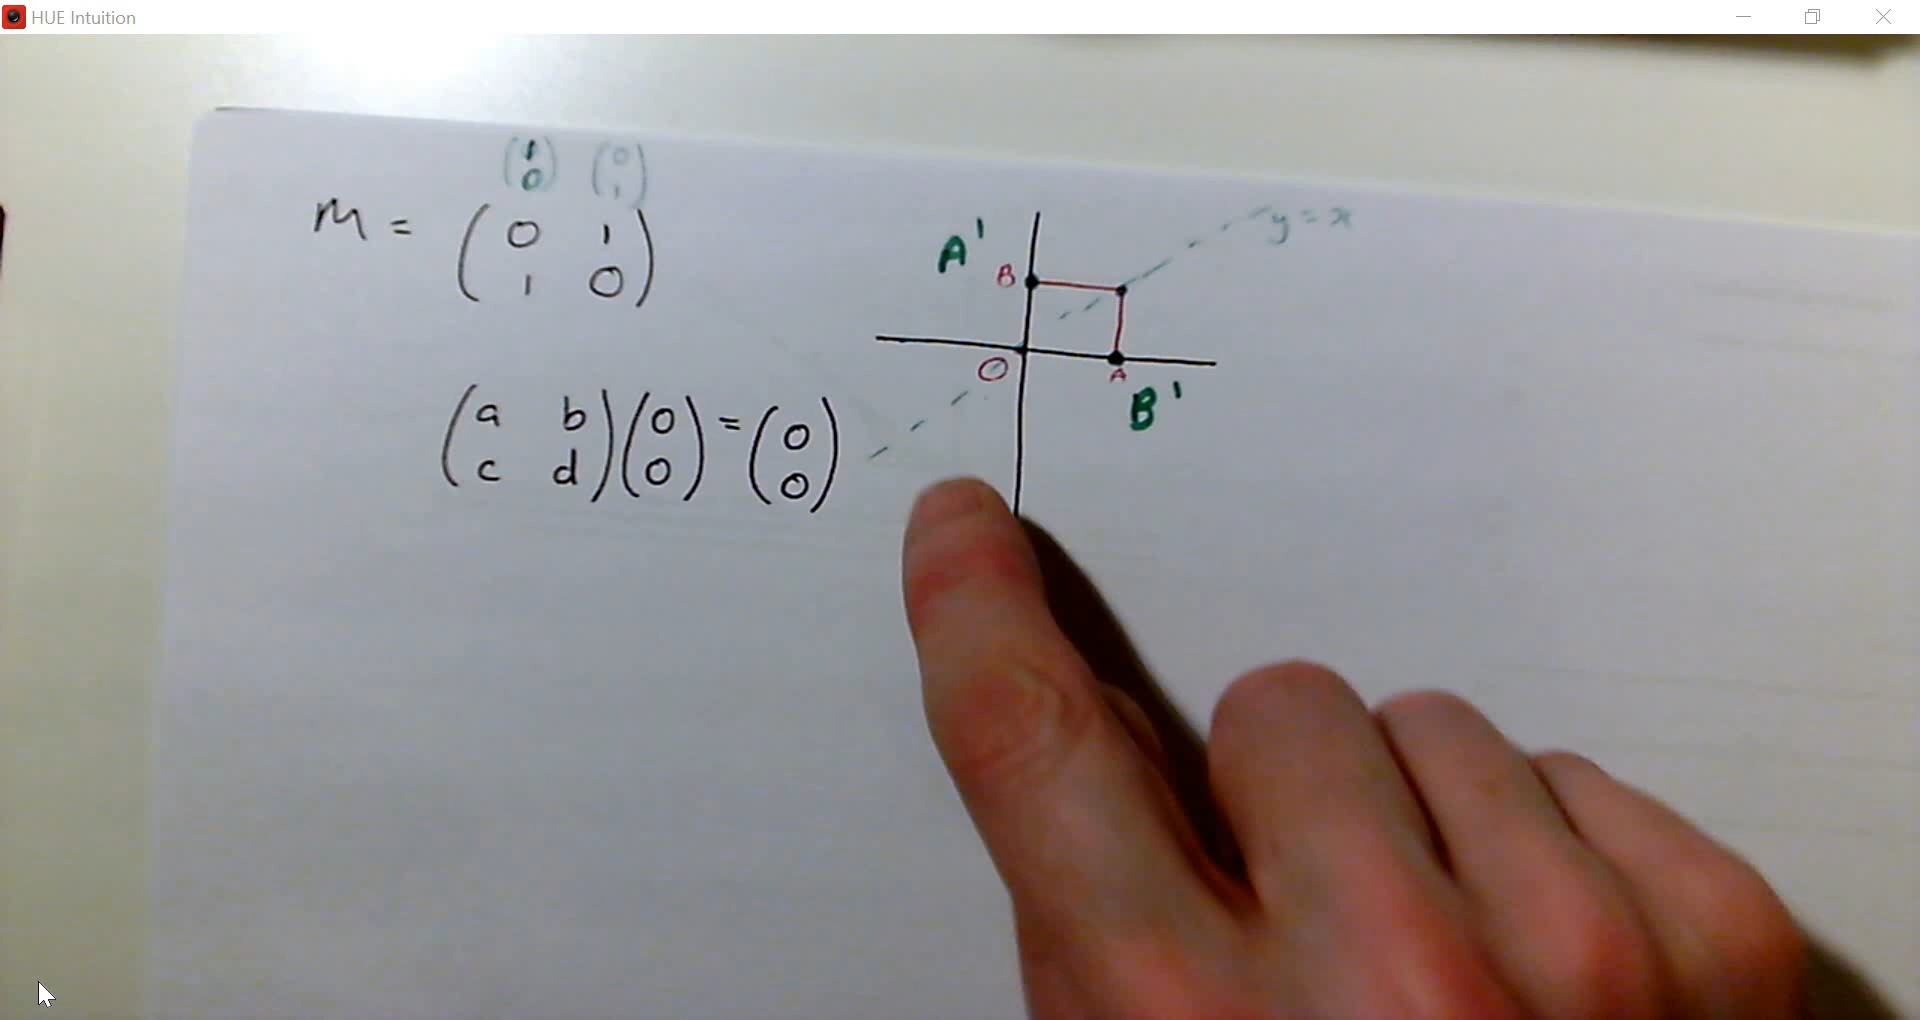 HUE Intuition
(1 0) (0 1)
M = (0 1
1 0)
A' B y = x
O A B'
(a b
c d) (0
0) = (0
0)